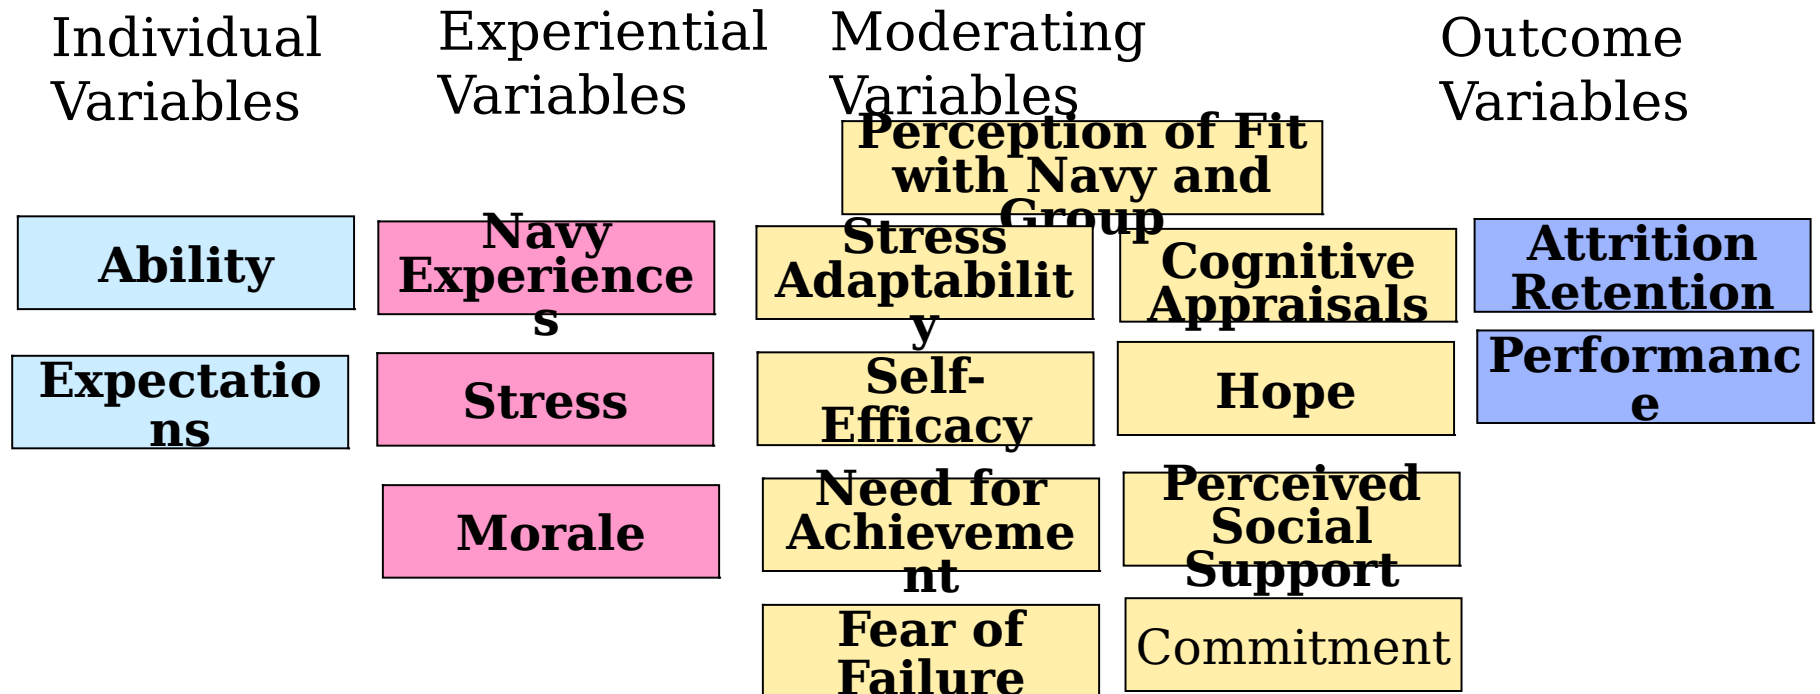 Individual
Variables
Experiential
Variables
Moderating
Variables
Outcome
Variables
Perception of Fit
with Navy and
Group
Ability
Expectatio
ns
Navy
Experience
s
Stress
Morale
Stress
Adaptabilit
y
Self-
Efficacy
Need for
Achieveme
nt
Fear of
Failure
Cognitive
Appraisals
Hope
Perceived
Social
Support
Commitment
Attrition
Retention
Performanc
e